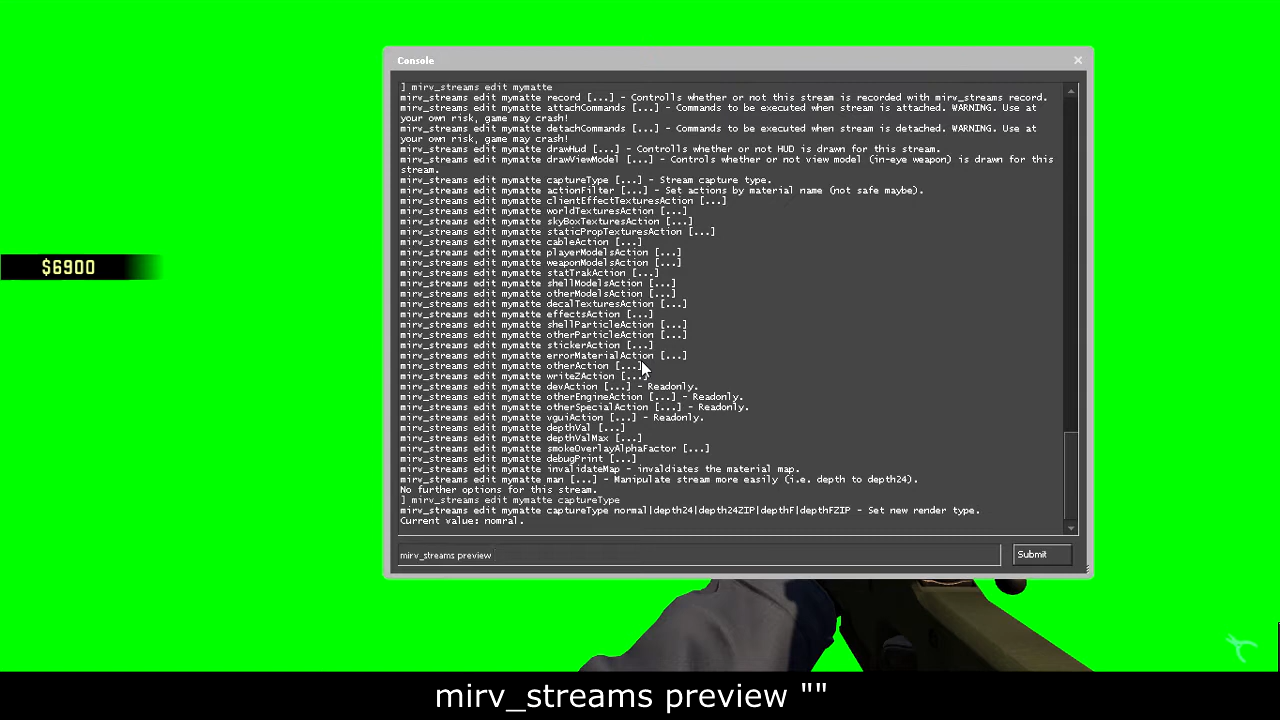 Console
] mirv_streams edit mymatte
mirv_streams edit mymatte record [...] - Controlls whether or not this stream is recorded with mirv_streams record.
mirv_streams edit mymatte attachCommands [...] - Commands to be executed when stream is attached. WARNING. Use at
your own risk, game may crash!
mirv_streams edit mymatte detachCommands [...] - Commands to be executed when stream is detached. WARNING. Use at
your own risk, game may crash!
mirv_streams edit mymatte drawHud [...] - Controlls whether or not HUD is drawn for this stream.
mirv_streams edit mymatte drawViewModel [...] - Controls whether or not view model (in-eye weapon) is drawn for this
stream.
mirv_streams edit mymatte captureType [...] - Stream capture type.
mirv_streams edit mymatte actionFilter [...] - Set actions by material name (not safe maybe).
mirv_streams edit mymatte clientEffectTexturesAction [...]
mirv_streams edit mymatte worldTexturesAction [...]
mirv_streams edit mymatte skyBoxTexturesAction [...]
mirv_streams edit mymatte staticPropTexturesAction [...]
mirv_streams edit mymatte cableAction [...]
mirv_streams edit mymatte playerModelsAction [...]
mirv_streams edit mymatte weaponModelsAction [...]
mirv_streams edit mymatte statTrakAction [...]
mirv_streams edit mymatte shellModelsAction [...]
mirv_streams edit mymatte otherModelsAction [...]
mirv_streams edit mymatte decalTexturesAction [...]
mirv_streams edit mymatte effectsAction [...]
mirv_streams edit mymatte shellParticleAction [...]
mirv_streams edit mymatte otherParticleAction [...]
mirv_streams edit mymatte stickerAction [...]
mirv_streams edit mymatte errorMaterialAction [...]
mirv_streams edit mymatte otherAction [...]
mirv_streams edit mymatte writeZAction [...]
mirv_streams edit mymatte devAction [...] - Readonly.
mirv_streams edit mymatte otherEngineAction [...] - Readonly.
mirv_streams edit mymatte otherSpecialAction [...] - Readonly.
mirv_streams edit mymatte vguiAction [...] - Readonly.
mirv_streams edit mymatte depthVal [...]
mirv_streams edit mymatte depthValMax [...]
mirv_streams edit mymatte smokeOverlayAlphaFactor [...]
mirv_streams edit mymatte debugPrint [...]
mirv_streams edit mymatte invalidateMap - invaldiates the material map.
mirv_streams edit mymatte man [...] - Manipulate stream more easily (i.e. depth to depth24).
No further options for this stream.
] mirv_streams edit mymatte captureType
mirv_streams edit mymatte captureType normal|depth24|depth24ZIP|depthF|depthFZIP - Set new render type.
Current value: nomral.
mirv_streams preview
Submit
$6900
mirv_streams preview ""